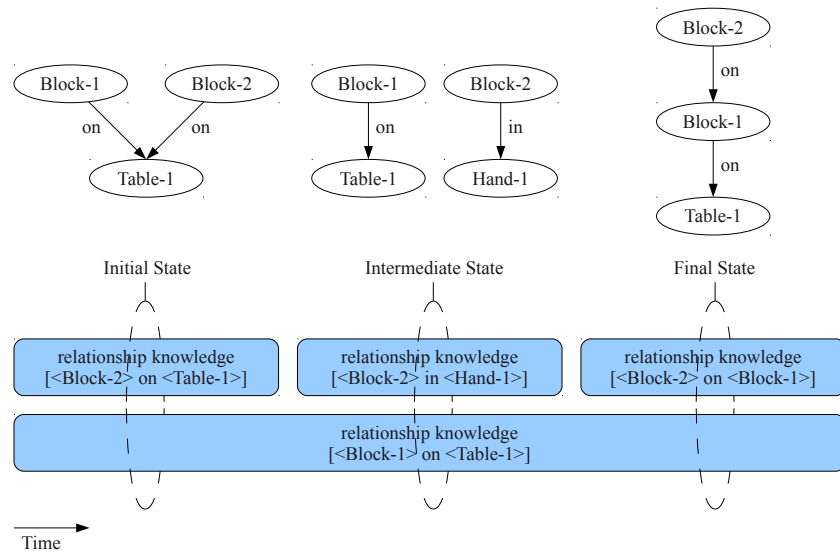 Block-2
Block-1 Block-2 Block-1 Block-2
on
on on on in Block-1
Table-1 Table-1 Hand-1
on
Table-1
Initial State Intermediate State Final State
relationship knowledge relationship knowledge relationship knowledge
[<Block-2> on <Table-1>] [<Block-2> in <Hand-1>] [<Block-2> on <Block-1>]
relationship knowledge
[<Block-1> on <Table-1>]
Time